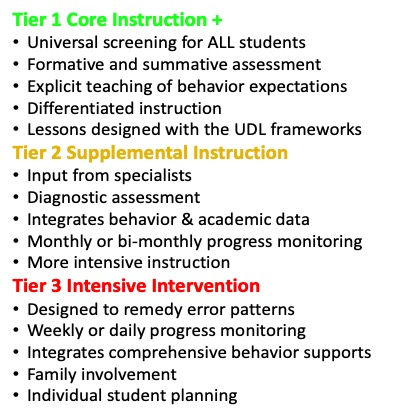 Tier 1 Core Instruction +
• Universal screening for ALL students
• Formative and summative assessment
• Explicit teaching of behavior expectations
• Differentiated instruction
• Lessons designed with the UDL frameworks
Tier 2 Supplemental Instruction
• Input from specialists
• Diagnostic assessment
• Integrates behavior & academic data
• Monthly or bi-monthly progress monitoring
• More intensive instruction
Tier 3 Intensive Intervention
• Designed to remedy error patterns
• Weekly or daily progress monitoring
• Integrates comprehensive behavior supports
• Family involvement
• Individual student planning